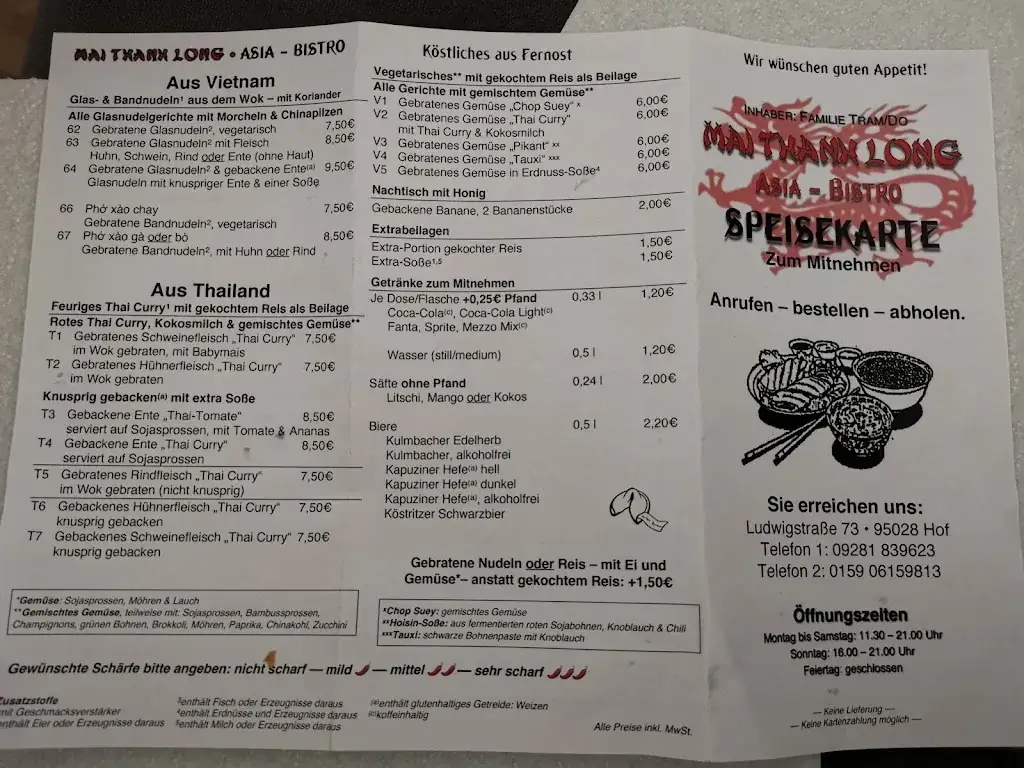 MAI THANH LONG • ASIA – BISTRO
Aus Vietnam
Glas- & Bandnudeln¹ aus dem Wok – mit Koriander
Alle Glasnudelgerichte mit Morcheln & Chinapilzen
62 Gebratene Glasnudeln², vegetarisch 7,50€
63 Gebratene Glasnudeln² mit Fleisch 8,50€
Huhn, Schwein, Rind oder Ente (ohne Haut)
64 Gebratene Glasnudeln² & gebackene Ente⁽ᵃ⁾ 9,50€
Glasnudeln mit knuspriger Ente & einer Soße
66 Phở xào chay 7,50€
Gebratene Bandnudeln², vegetarisch
67 Phở xào gà oder bò 8,50€
Gebratene Bandnudeln², mit Huhn oder Rind
Aus Thailand
Feuriges Thai Curry¹ mit gekochtem Reis als Beilage
Rotes Thai Curry, Kokosmilch & gemischtes Gemüse**
T1 Gebratenes Schweinefleisch „Thai Curry“ 7,50€
im Wok gebraten, mit Babymais
T2 Gebratenes Hühnerfleisch „Thai Curry“ 7,50€
im Wok gebraten
Knusprig gebacken⁽ᵃ⁾ mit extra Soße
T3 Gebackene Ente „Thai-Tomate“ 8,50€
serviert auf Sojasprossen, mit Tomate & Ananas
T4 Gebackene Ente „Thai Curry“ 8,50€
serviert auf Sojasprossen
T5 Gebratenes Rindfleisch „Thai Curry“ 7,50€
im Wok gebraten (nicht knusprig)
T6 Gebackenes Hühnerfleisch „Thai Curry“ 7,50€
knusprig gebacken
T7 Gebackenes Schweinefleisch „Thai Curry“ 7,50€
knusprig gebacken
*Gemüse: Sojasprossen, Möhren & Lauch
**Gemischtes Gemüse, teilweise mit: Sojasprossen, Bambussprossen,
Champignons, grünen Bohnen, Brokkoli, Möhren, Paprika, Chinakohl, Zucchini
Köstliches aus Fernost
Vegetarisches** mit gekochtem Reis als Beilage
Alle Gerichte mit gemischtem Gemüse**
V1 Gebratenes Gemüse „Chop Suey“ ˣ 6,00€
V2 Gebratenes Gemüse „Thai Curry“ 6,00€
mit Thai Curry & Kokosmilch
V3 Gebratenes Gemüse „Pikant“ ˣˣ 6,00€
V4 Gebratenes Gemüse „Tauxi“ ˣˣˣ 6,00€
V5 Gebratenes Gemüse in Erdnuss-Soße⁴ 6,00€
Nachtisch mit Honig
Gebackene Banane, 2 Bananenstücke 2,00€
Extrabeilagen
Extra-Portion gekochter Reis 1,50€
Extra-Soße¹,⁵ 1,50€
Getränke zum Mitnehmen
Je Dose/Flasche +0,25€ Pfand 0,33 l 1,20€
Coca-Cola⁽ᶜ⁾, Coca-Cola Light⁽ᶜ⁾
Fanta, Sprite, Mezzo Mix⁽ᶜ⁾
Wasser (still/medium) 0,5 l 1,20€
Säfte ohne Pfand 0,24 l 2,00€
Litschi, Mango oder Kokos
Biere 0,5 l 2,20€
Kulmbacher Edelherb
Kulmbacher, alkoholfrei
Kapuziner Hefe⁽ᵃ⁾ hell
Kapuziner Hefe⁽ᵃ⁾ dunkel
Kapuziner Hefe⁽ᵃ⁾, alkoholfrei
Köstritzer Schwarzbier
Gebratene Nudeln oder Reis – mit Ei und
Gemüse*– anstatt gekochtem Reis: +1,50€
ˣChop Suey: gemischtes Gemüse
ˣˣHoisin-Soße: aus fermentierten roten Sojabohnen, Knoblauch & Chili
ˣˣˣTauxi: schwarze Bohnenpaste mit Knoblauch
Gewünschte Schärfe bitte angeben: nicht scharf — mild — mittel — sehr scharf
Zusatzstoffe
mit Geschmacksverstärker
enthält Eier oder Erzeugnisse daraus
³enthält Fisch oder Erzeugnisse daraus
⁴enthält Erdnüsse und Erzeugnisse daraus
⁵enthält Milch oder Erzeugnisse daraus
⁽ᵃ⁾enthält glutenhaltiges Getreide: Weizen
⁽ᶜ⁾koffeinhaltig
Alle Preise inkl. MwSt.
Wir wünschen guten Appetit!
INHABER: FAMILIE TRAM/DO
MAI THANH LONG
ASIA – BISTRO
SPEISEKARTE
Zum Mitnehmen
Anrufen – bestellen – abholen.
Sie erreichen uns:
Ludwigstraße 73 • 95028 Hof
Telefon 1: 09281 839623
Telefon 2: 0159 06159813
Öffnungszeiten
Montag bis Samstag: 11.30 – 21.00 Uhr
Sonntag: 16.00 – 21.00 Uhr
Feiertag: geschlossen
— Keine Lieferung —
— Keine Kartenzahlung möglich —